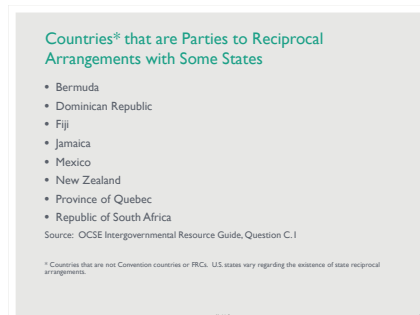 Countries* that are Parties to Reciprocal
Arrangements with Some States
• Bermuda
• Dominican Republic
• Fiji
• Jamaica
• Mexico
• New Zealand
• Province of Quebec
• Republic of South Africa
Source: OCSE Intergovernmental Resource Guide, Question C.1
* Countries that are not Convention countries or FRCs. U.S. states vary regarding the existence of state reciprocal
arrangements.